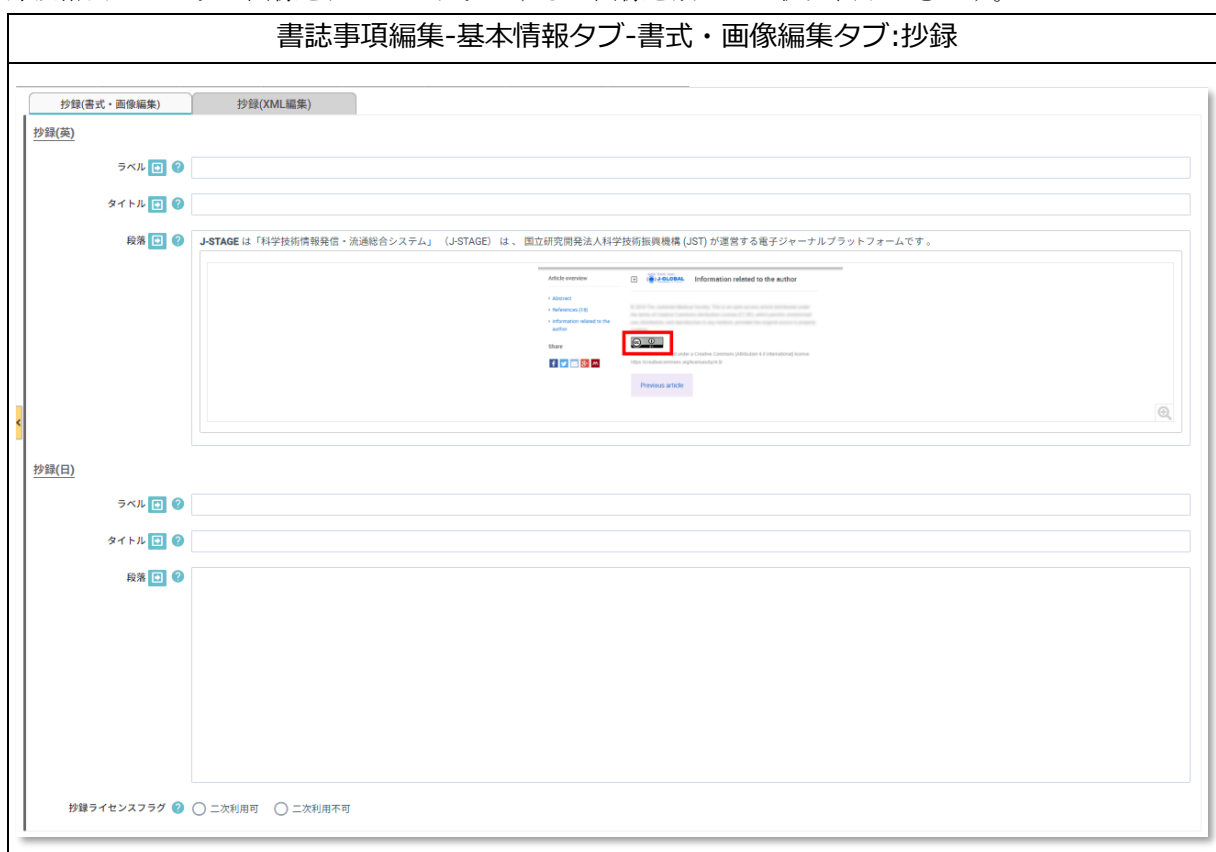 書誌事項編集-基本情報タブ-書式・画像編集タブ:抄録
抄録(書式・画像編集) 抄録(XML編集)
抄録(英)
ラベル ?
タイトル ?
段落 ? J-STAGE は「科学技術情報発信・流通総合システム」 （J-STAGE） は 、 国立研究開発法人科学技術振興機構 (JST) が運営する電子ジャーナルプラットフォームです 。
Article overview J-GLOBAL Information related to the author
Abstract
References (18)
Information related to the author
Share
under a Creative Commons [Attribution 4.0 International] license.
Previous article
抄録(日)
ラベル ?
タイトル ?
段落 ?
抄録ライセンスフラグ ? 二次利用可 二次利用不可